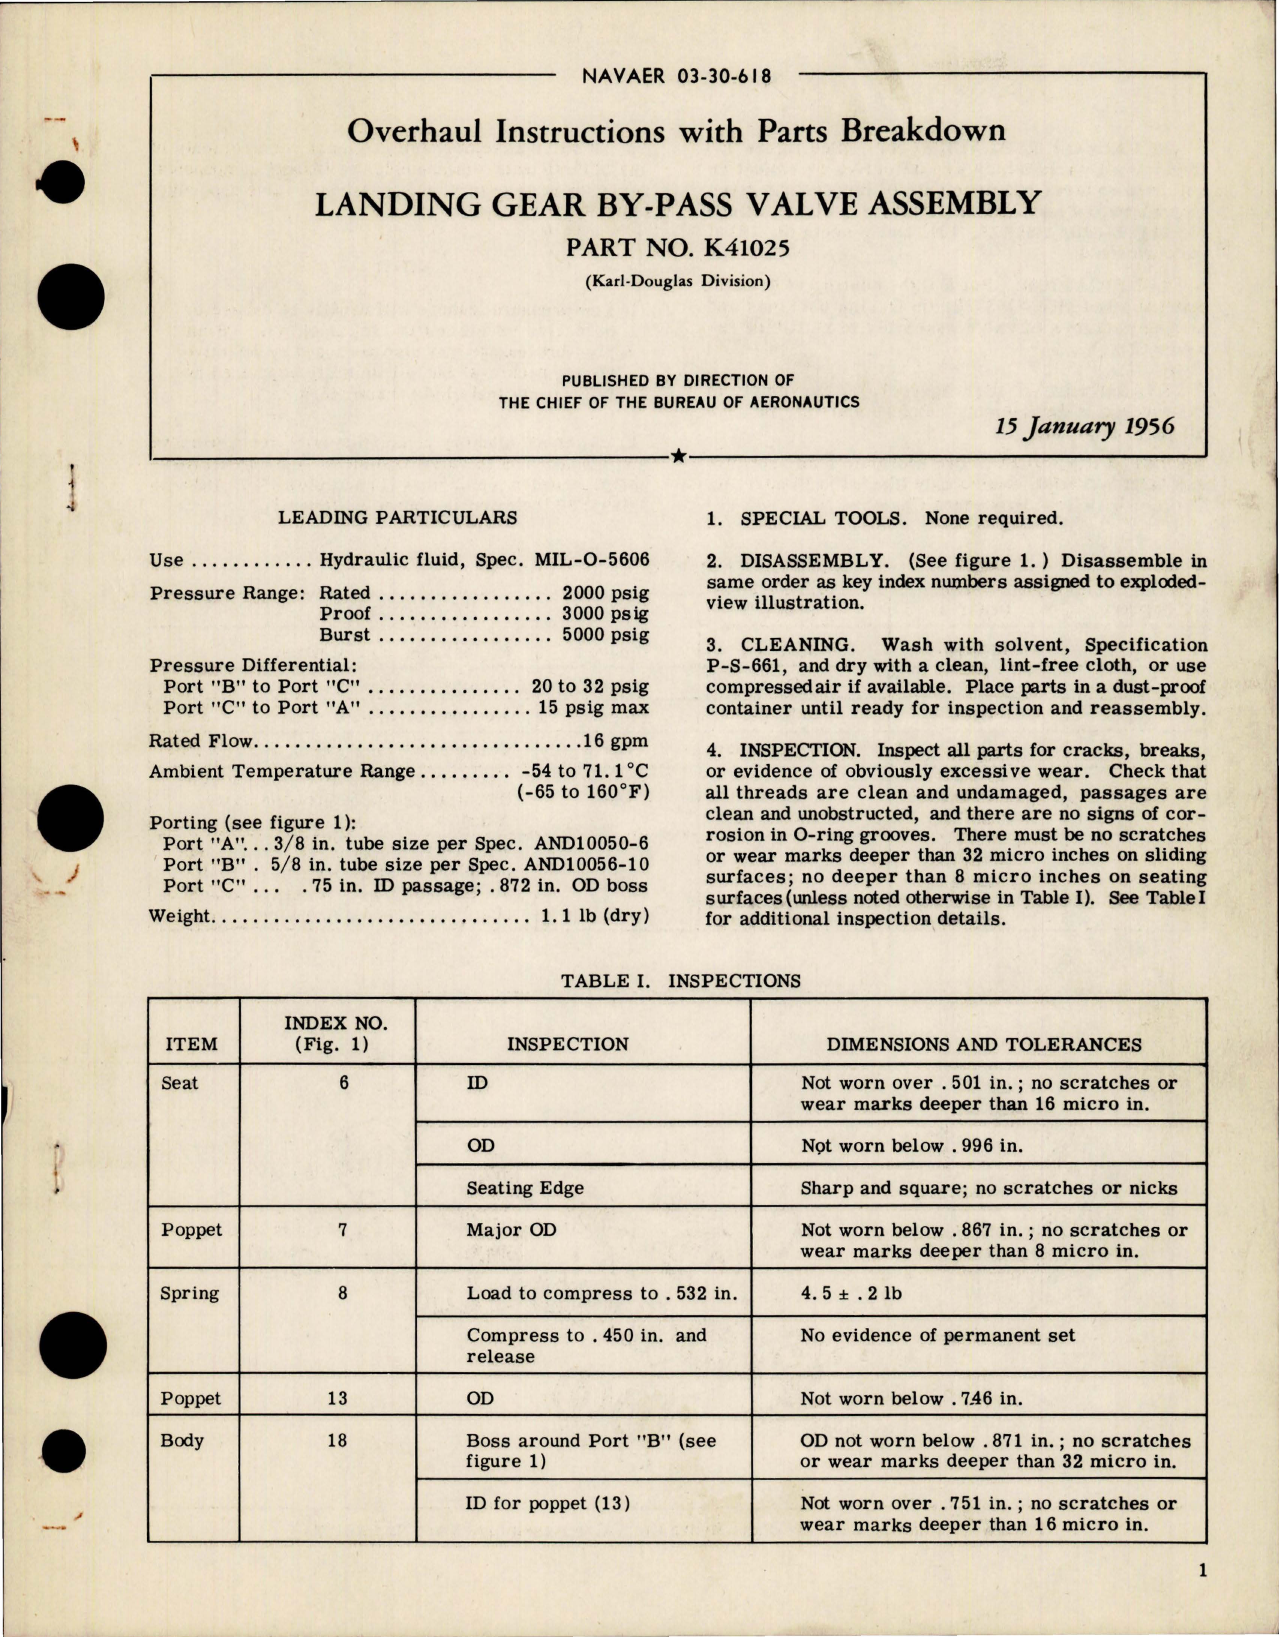 NAVAER 03-30-618
Overhaul Instructions with Parts Breakdown
LANDING GEAR BY-PASS VALVE ASSEMBLY
PART NO. K41025
(Karl-Douglas Division)
PUBLISHED BY DIRECTION OF
THE CHIEF OF THE BUREAU OF AERONAUTICS
15 January 1956
LEADING PARTICULARS
Use ............ Hydraulic fluid, Spec. MIL-O-5606
Pressure Range: Rated ................. 2000 psig
Proof ................. 3000 psig
Burst ................. 5000 psig
Pressure Differential:
Port "B" to Port "C" ............... 20 to 32 psig
Port "C" to Port "A" ................ 15 psig max
Rated Flow................................16 gpm
Ambient Temperature Range ......... -54 to 71.1°C
(-65 to 160°F)
Porting (see figure 1):
Port "A"... 3/8 in. tube size per Spec. AND10050-6
Port "B" . 5/8 in. tube size per Spec. AND10056-10
Port "C" ... .75 in. ID passage; .872 in. OD boss
Weight............................... 1.1 lb (dry)
1. SPECIAL TOOLS. None required.
2. DISASSEMBLY. (See figure 1.) Disassemble in
same order as key index numbers assigned to exploded-
view illustration.
3. CLEANING. Wash with solvent, Specification
P-S-661, and dry with a clean, lint-free cloth, or use
compressed air if available. Place parts in a dust-proof
container until ready for inspection and reassembly.
4. INSPECTION. Inspect all parts for cracks, breaks,
or evidence of obviously excessive wear. Check that
all threads are clean and undamaged, passages are
clean and unobstructed, and there are no signs of cor-
rosion in O-ring grooves. There must be no scratches
or wear marks deeper than 32 micro inches on sliding
surfaces; no deeper than 8 micro inches on seating
surfaces (unless noted otherwise in Table I). See Table I
for additional inspection details.
TABLE I. INSPECTIONS
ITEM INDEX NO. (Fig. 1) INSPECTION DIMENSIONS AND TOLERANCES
Seat 6 ID Not worn over .501 in.; no scratches or
wear marks deeper than 16 micro in.
OD Not worn below .996 in.
Seating Edge Sharp and square; no scratches or nicks
Poppet 7 Major OD Not worn below .867 in.; no scratches or
wear marks deeper than 8 micro in.
Spring 8 Load to compress to .532 in. 4.5 ± .2 lb
Compress to .450 in. and No evidence of permanent set
release
Poppet 13 OD Not worn below .746 in.
Body 18 Boss around Port "B" (see OD not worn below .871 in.; no scratches
figure 1) or wear marks deeper than 32 micro in.
ID for poppet (13) Not worn over .751 in.; no scratches or
wear marks deeper than 16 micro in.
1